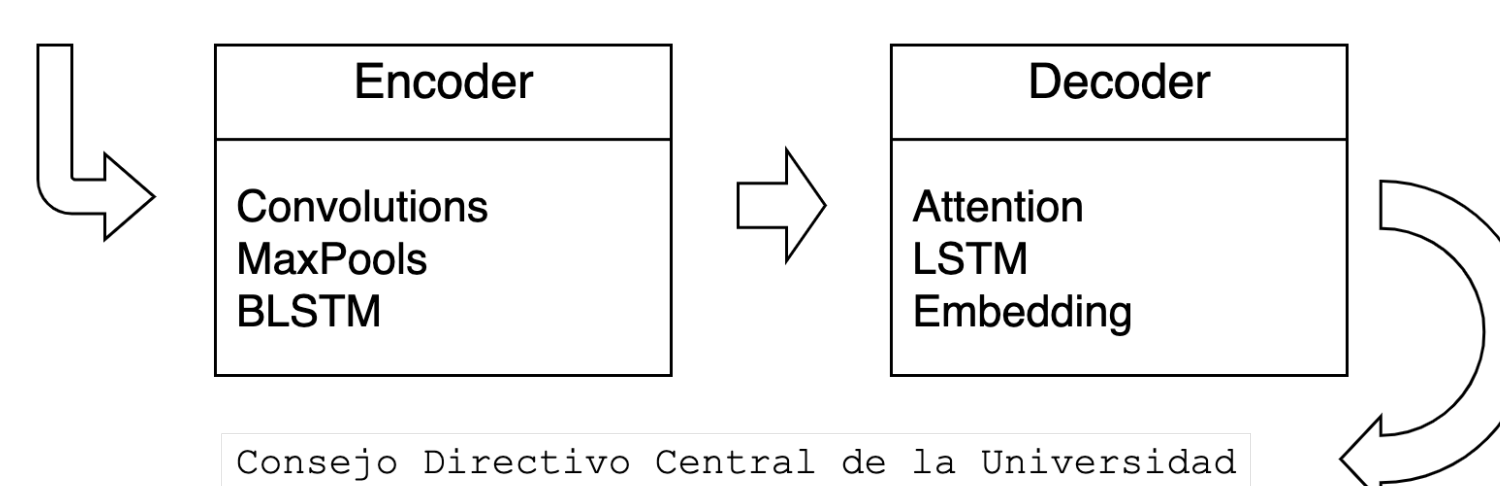 Encoder
Convolutions
MaxPools
BLSTM
Decoder
Attention
LSTM
Embedding
Consejo Directivo Central de la Universidad